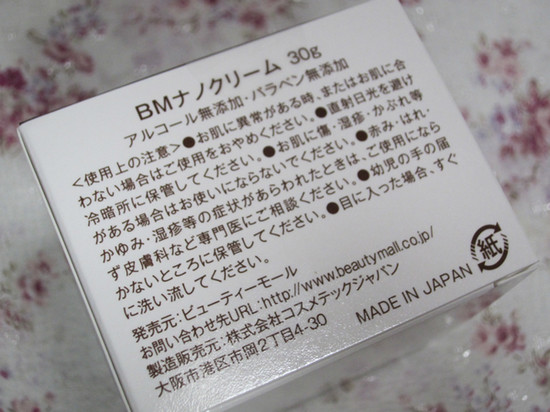 BMナノクリーム 30g
アルコール無添加・パラベン無添加
<使用上の注意>●お肌に異常がある時、またはお肌に合
わない場合はご使用をおやめください。●直射日光を避け
冷暗所に保管してください。●お肌に傷・湿疹・かぶれ等
がある場合はお使いにならないでください。●赤み・はれ・
かゆみ・湿疹等の症状があらわれたときは、ご使用になら
ず皮膚科など専門医にご相談ください。●幼児の手の届
かないところに保管してください。●目に入った場合、すぐ
に洗い流してください。
発売元:ビューティーモール
お問い合わせ先URL:http://www.beautymall.co.jp/
製造販売元:株式会社コスメテックジャパン
大阪市港区市岡2丁目4-30
MADE IN JAPAN
紙